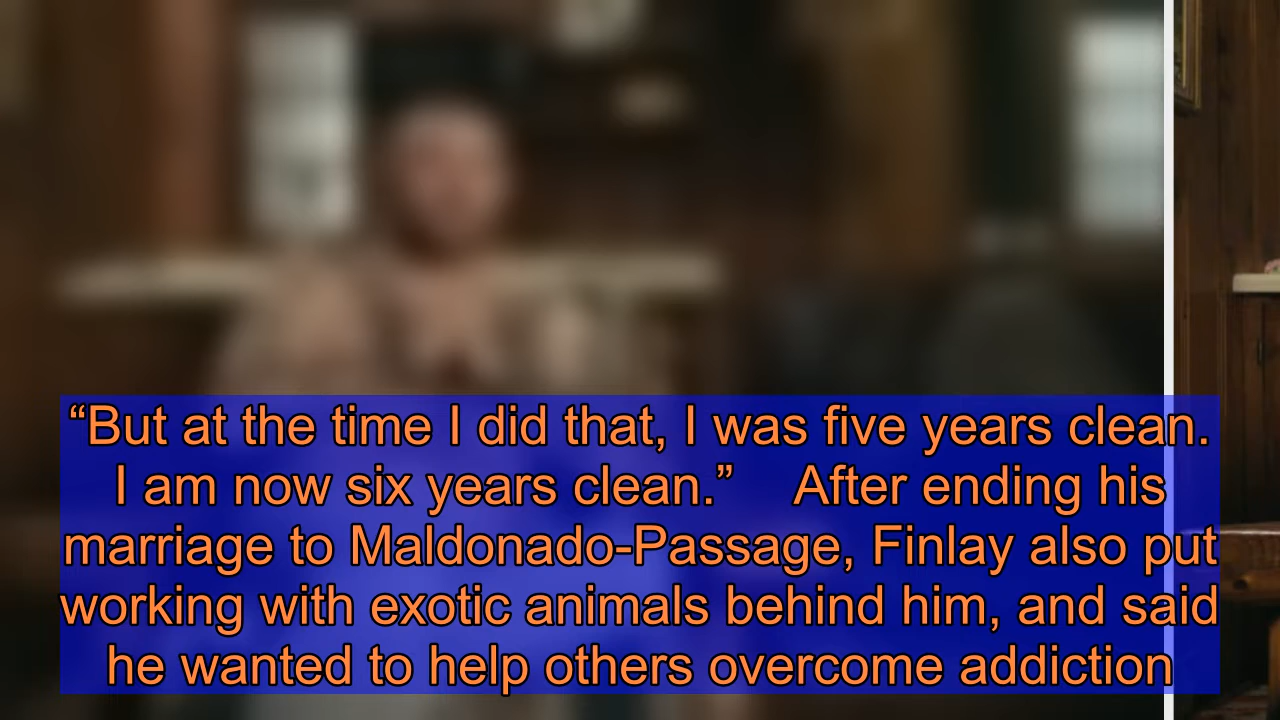 “But at the time I did that, I was five years clean.
I am now six years clean.” After ending his
marriage to Maldonado-Passage, Finlay also put
working with exotic animals behind him, and said
he wanted to help others overcome addiction